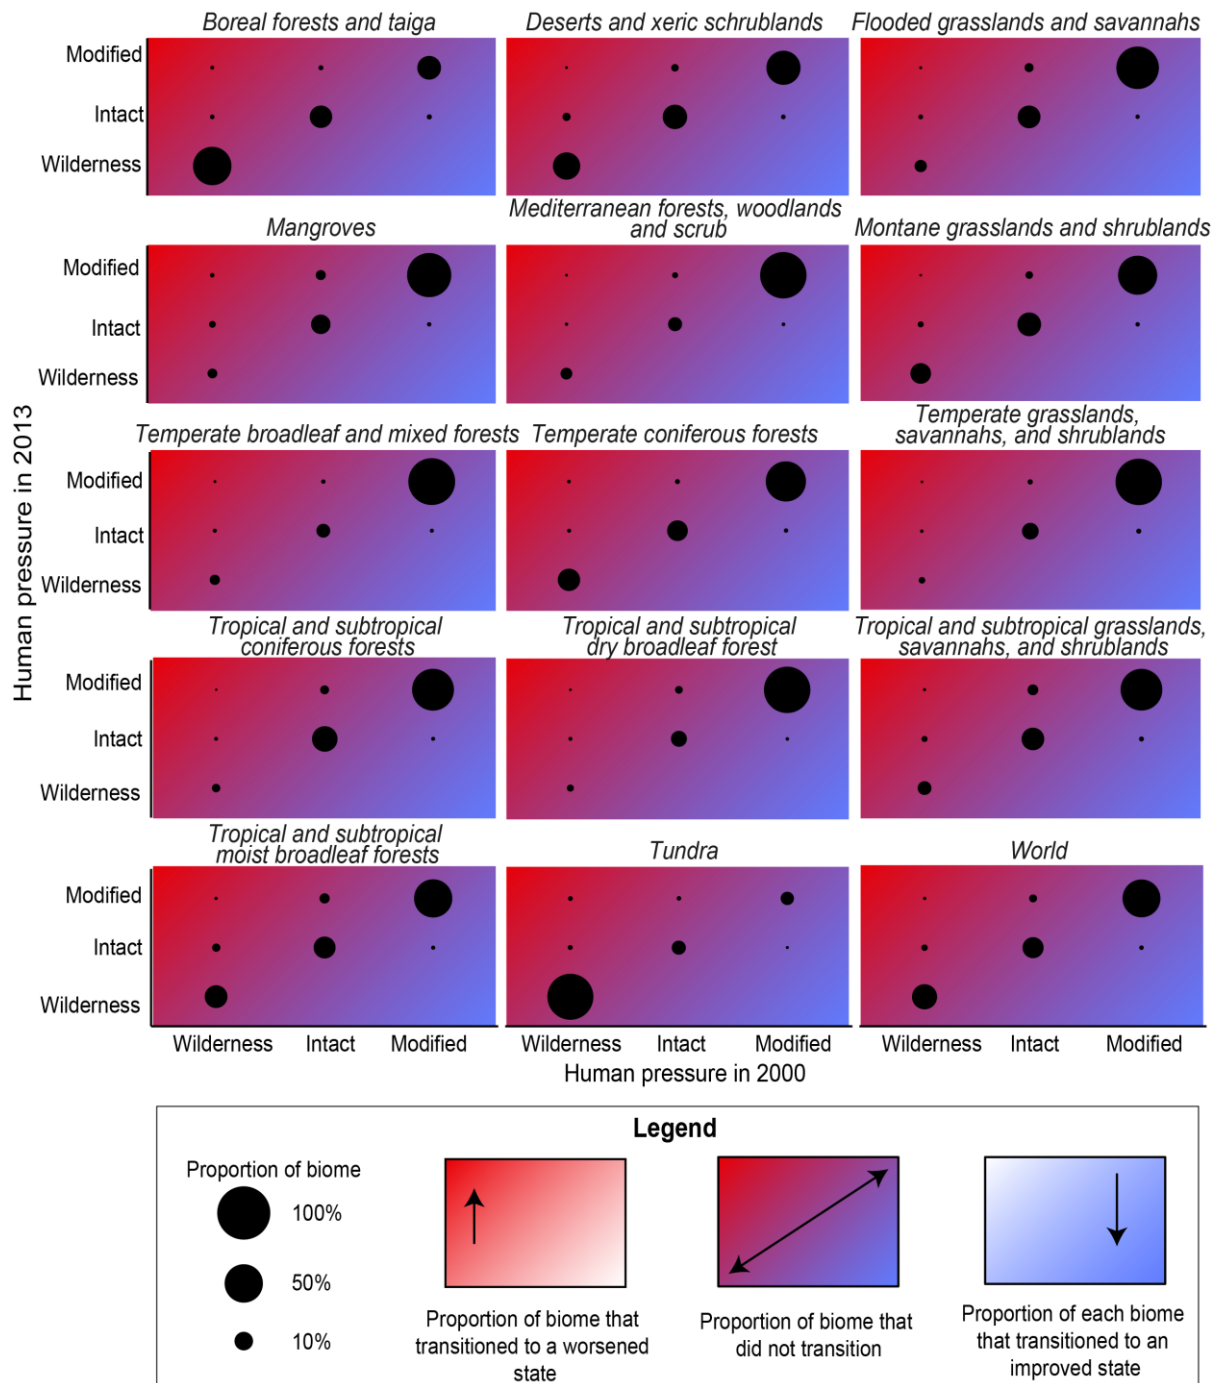 Boreal forests and taiga
Deserts and xeric schrublands
Flooded grasslands and savannahs
Modified
Intact
Wilderness
Mangroves
Mediterranean forests, woodlands
and scrub
Montane grasslands and shrublands
Modified
Intact
Wilderness
Temperate broadleaf and mixed forests
Temperate coniferous forests
Temperate grasslands,
savannahs, and shrublands
Modified
Intact
Wilderness
Human pressure in 2013
Tropical and subtropical
coniferous forests
Tropical and subtropical
dry broadleaf forest
Tropical and subtropical grasslands,
savannahs, and shrublands
Modified
Intact
Wilderness
Tropical and subtropical
moist broadleaf forests
Tundra
World
Modified
Intact
Wilderness
Wilderness Intact Modified
Wilderness Intact Modified
Wilderness Intact Modified
Human pressure in 2000
Legend
Proportion of biome
100%
50%
10%
Proportion of biome that
transitioned to a worsened
state
Proportion of biome that
did not transition
Proportion of each biome
that transitioned to an
improved state